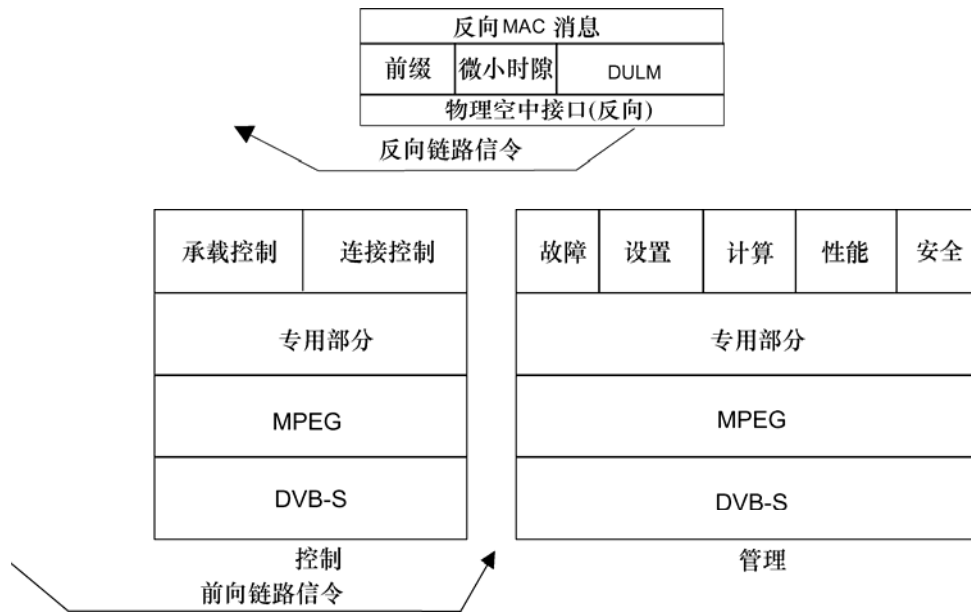 反向MAC 消息
前缀 微小时隙 DULM
物理空中接口(反向)
反向链路信令
承载控制 连接控制
故障 设置 计算 性能 安全
专用部分 专用部分
MPEG MPEG
DVB-S DVB-S
控制 管理
前向链路信令